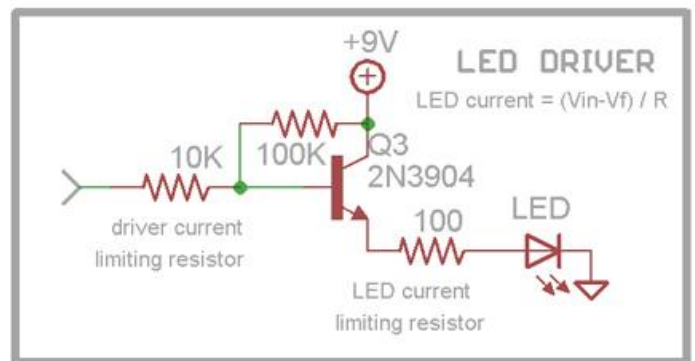 +9V
LED DRIVER
LED current = (Vin-Vf) / R
10K
100K
Q3
2N3904
driver current
limiting resistor
100
LED
LED current
limiting resistor